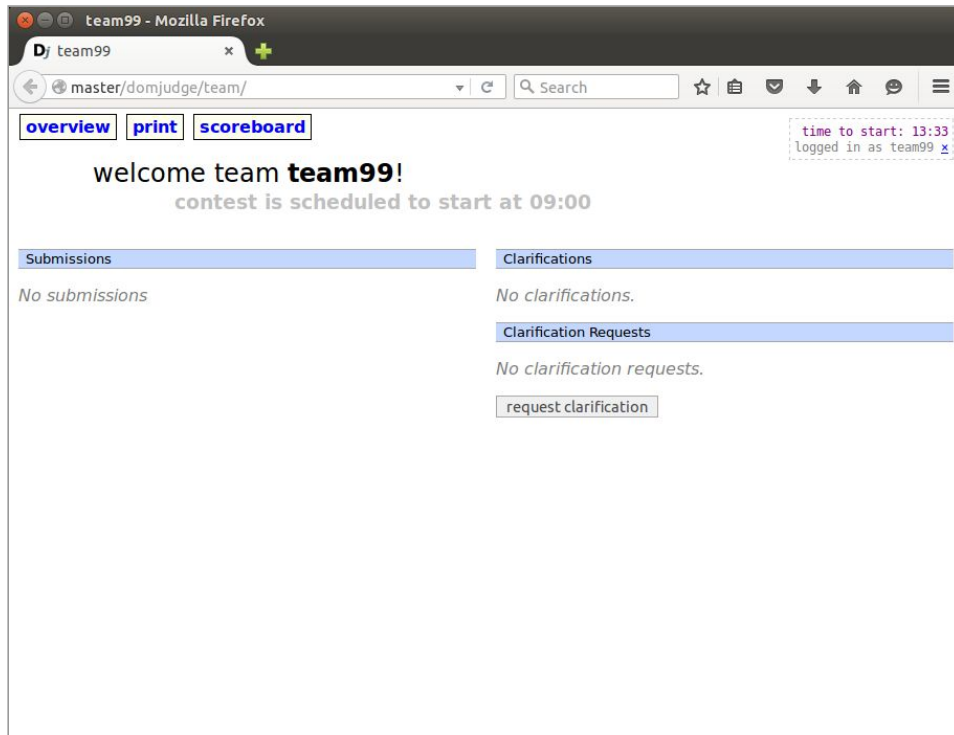 team99 - Mozilla Firefox
Dj team99 ×
master/domjudge/team/ Search
overview print scoreboard
time to start: 13:33
logged in as team99 ×
welcome team team99!
contest is scheduled to start at 09:00
Submissions
No submissions
Clarifications
No clarifications.
Clarification Requests
No clarification requests.
request clarification